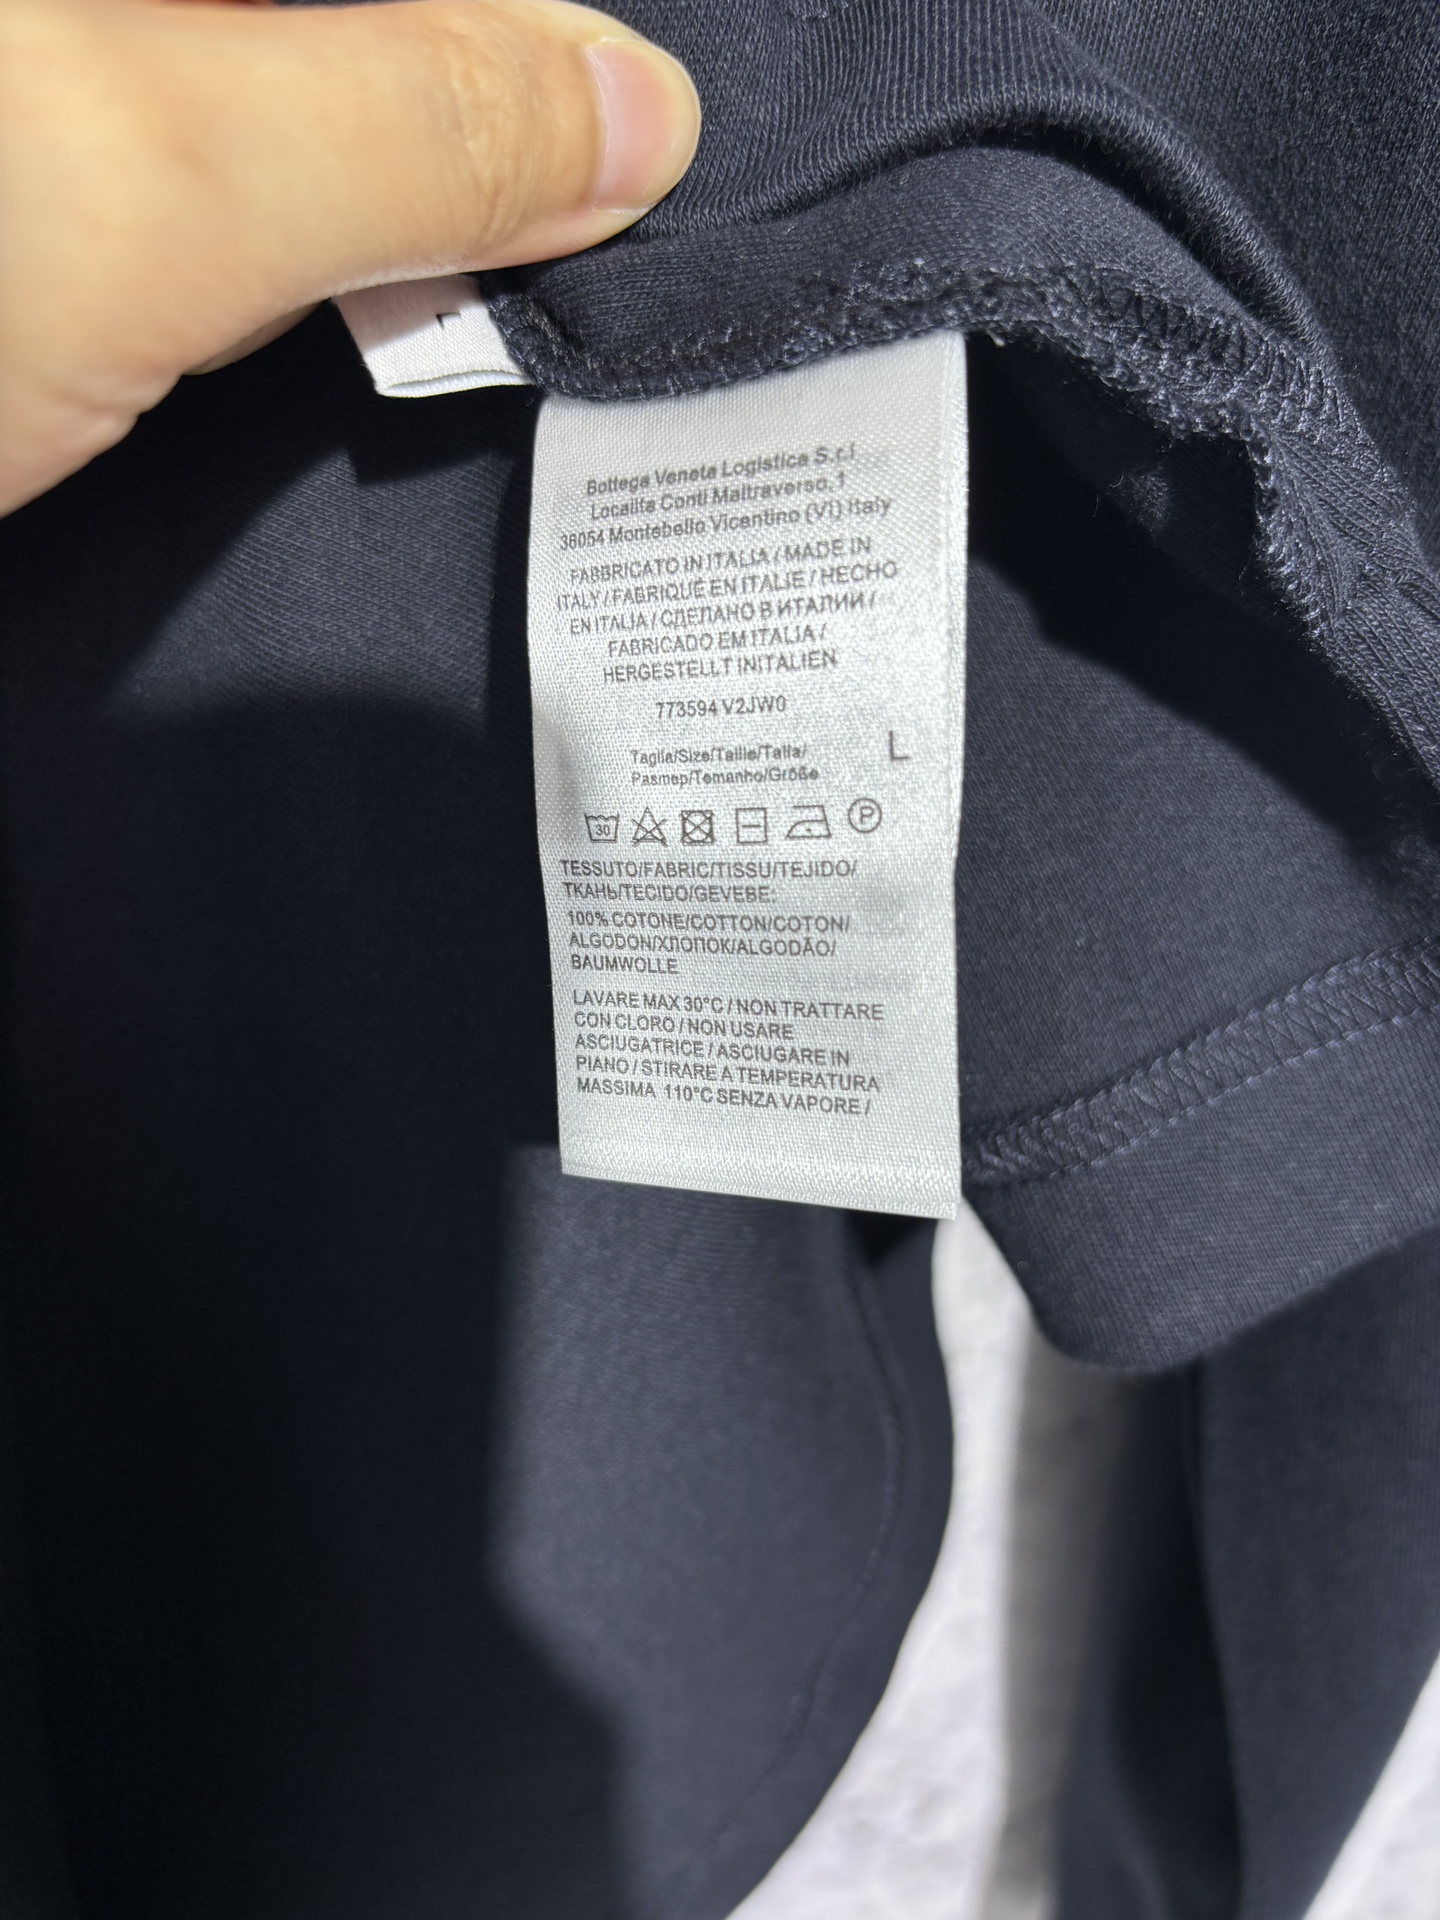 Bottega Veneta Logistica S.r.l
Localita Conti Maltraverso,1
36054 Montebello Vicentino (VI) Italy
FABBRICATO IN ITALIA / MADE IN
ITALY / FABRIQUÉ EN ITALIE / HECHO
EN ITALIA / СДЕЛАНО В ИТАЛИИ /
FABRICADO EM ITALIA /
HERGESTELLT INITALIEN
773594 V2JW0
Taglia/Size/Taille/Talla/
Размер/Tamanho/Größe
L
30
P
TESSUTO/FABRIC/TISSU/TEJIDO/
ТКАНЬ/TECIDO/GEVEBE:
100% COTONE/COTTON/COTON/
ALGODON/ХЛОПОК/ALGODÃO/
BAUMWOLLE
LAVARE MAX 30°C / NON TRATTARE
CON CLORO / NON USARE
ASCIUGATRICE / ASCIUGARE IN
PIANO / STIRARE A TEMPERATURA
MASSIMA 110°C SENZA VAPORE /